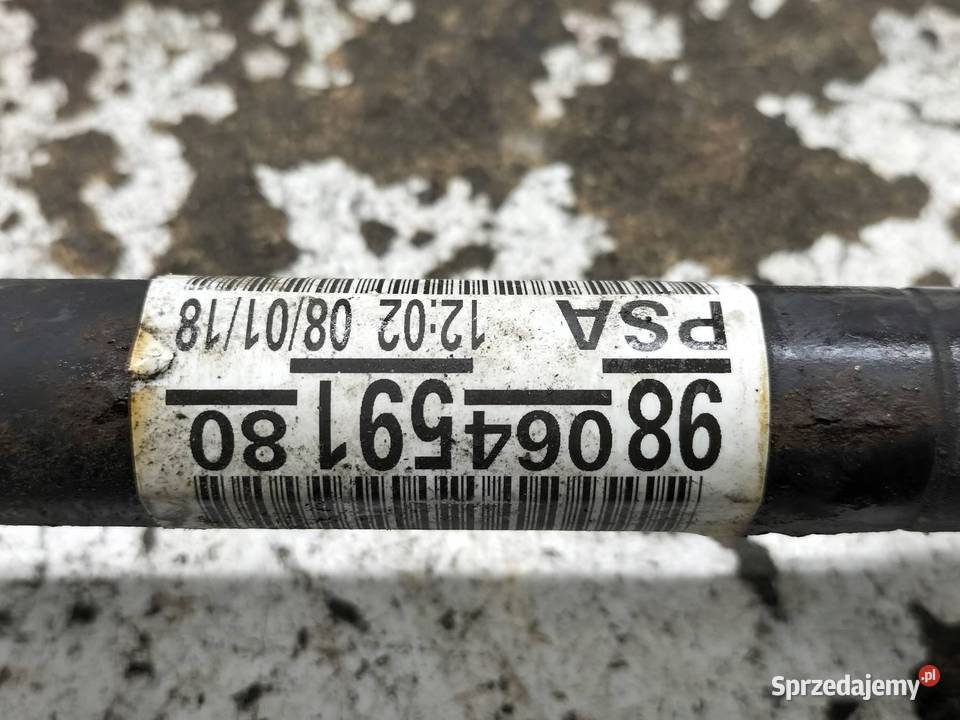 98 064 591 80
PSA 12:02 08/01/18
Sprzedajemy.pl